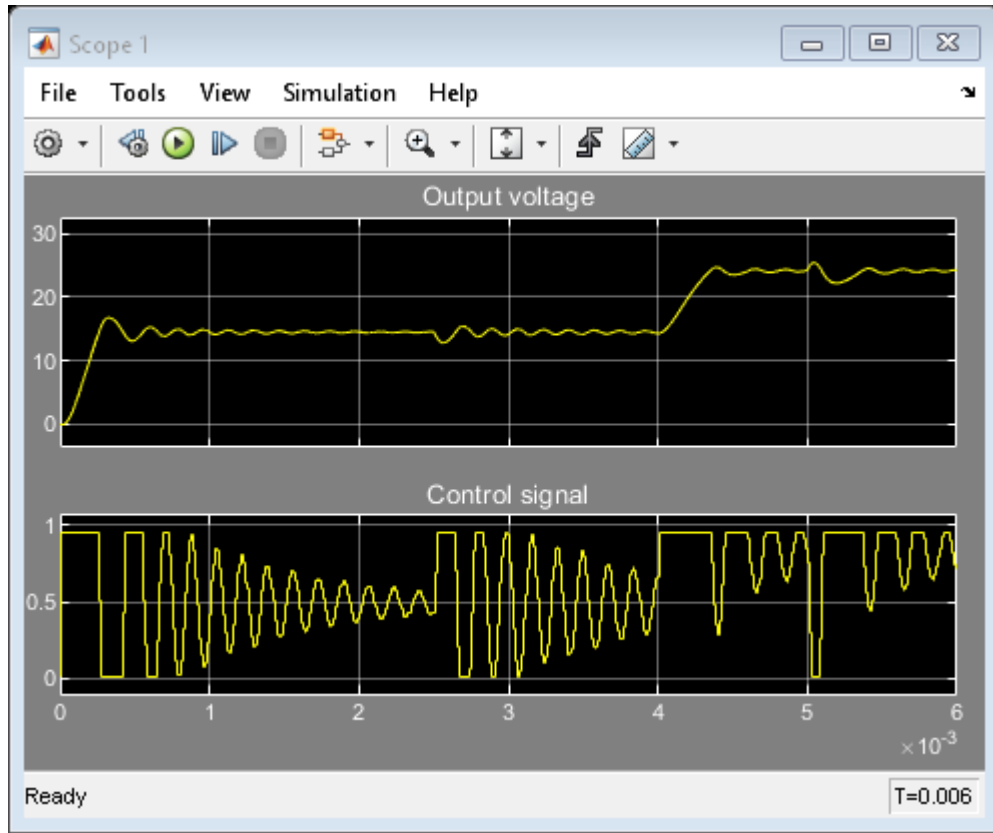 Scope 1
File Tools View Simulation Help
Output voltage
30
20
10
0
Control signal
1
0.5
0
0 1 2 3 4 5 6
×10-3
Ready T=0.006